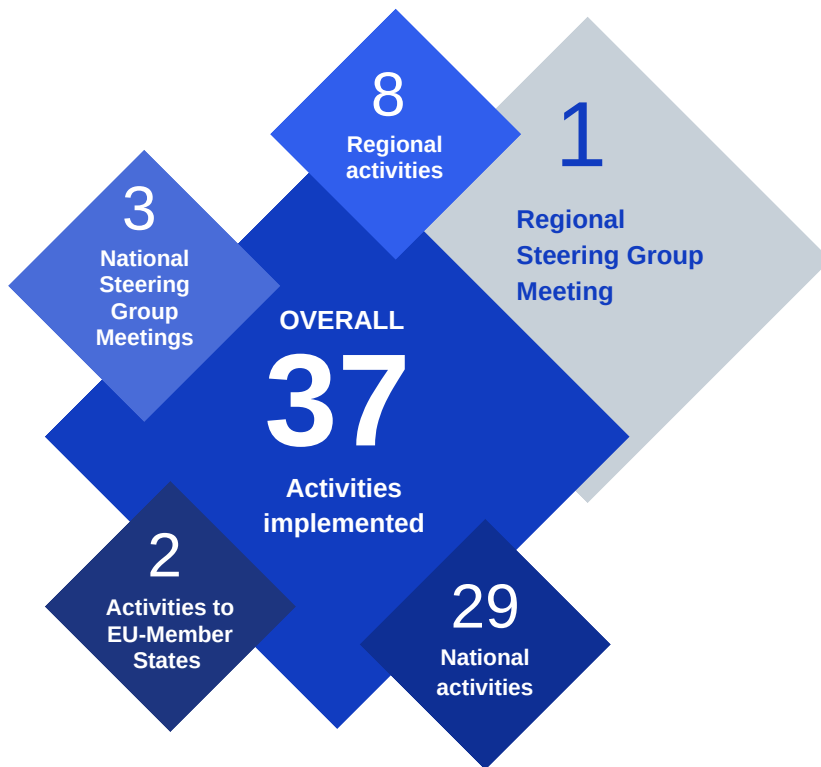 8
Regional
activities
1
Regional
Steering Group
Meeting
3
National
Steering
Group
Meetings
OVERALL
37
Activities
implemented
2
Activities to
EU-Member
States
29
National
activities